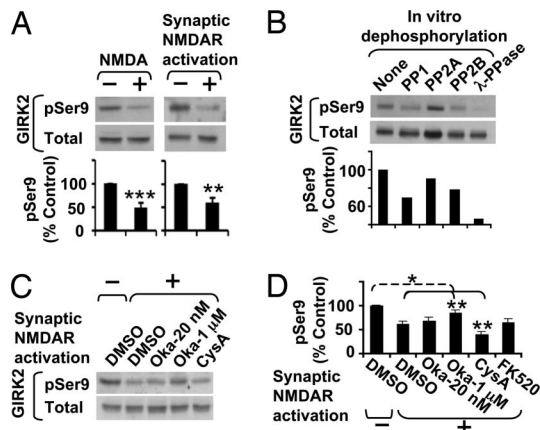 A
NMDA
Synaptic
NMDAR
activation
− + − +
GIRK2
pSer9
Total
pSer9
(% Control)
100
50
0
***
**
B
In vitro
dephosphorylation
None
PP1
PP2A
PP2B
λ-PPase
GIRK2
pSer9
Total
pSer9
(% Control)
100
50
0
C
− +
Synaptic
NMDAR
activation
DMSO
DMSO
Oka-20 nM
Oka-1 μM
CysA
GIRK2
pSer9
Total
D
pSer9
(% Control)
100
50
0
*
**
**
DMSO
DMSO
Oka-20 nM
Oka-1 μM
CysA
FK520
Synaptic
NMDAR
activation
− +